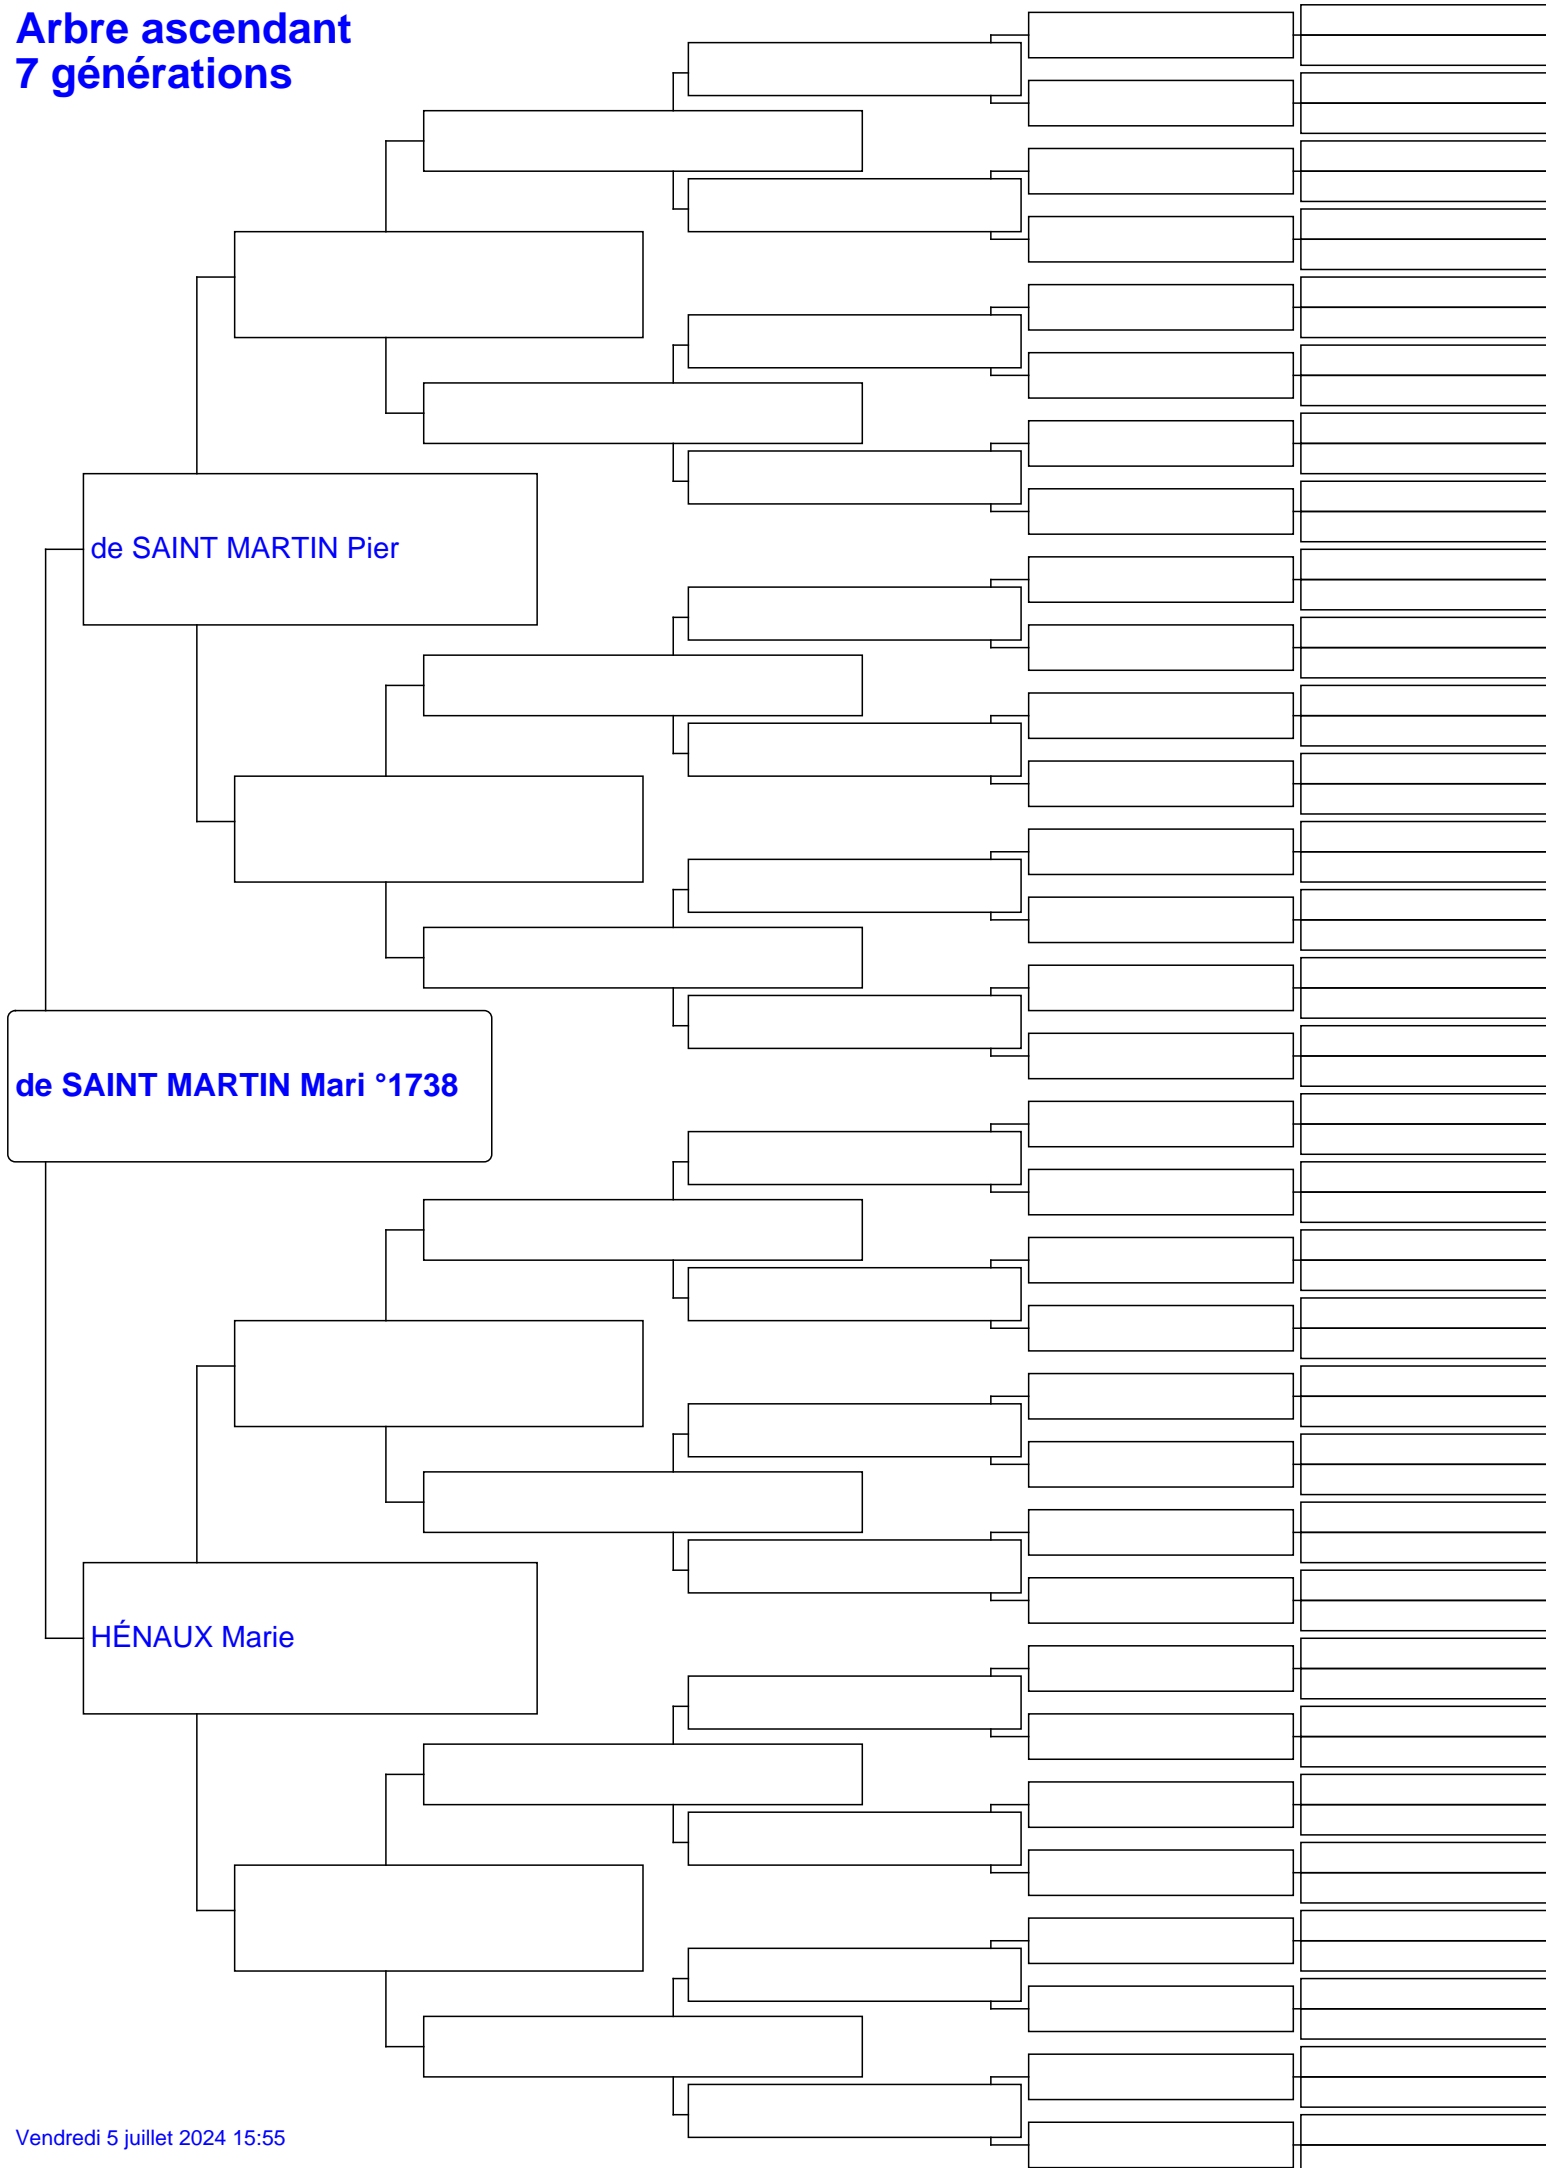 Arbre ascendant
7 générations
de SAINT MARTIN Pier
de SAINT MARTIN Mari °1738
HÉNAUX Marie
Vendredi 5 juillet 2024 15:55